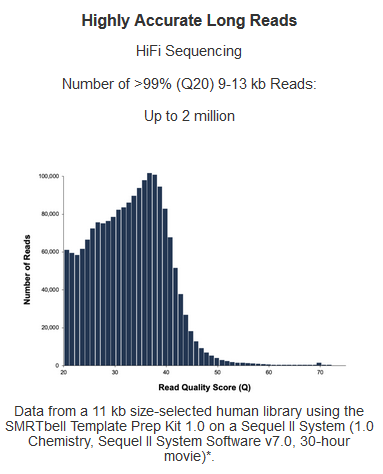 Highly Accurate Long Reads
HiFi Sequencing
Number of >99% (Q20) 9-13 kb Reads:
Up to 2 million
100,000
80,000
60,000
40,000
20,000
0
Number of Reads
20 30 40 50 60 70
Read Quality Score (Q)
Data from a 11 kb size-selected human library using the
SMRTbell Template Prep Kit 1.0 on a Sequel II System (1.0
Chemistry, Sequel II System Software v7.0, 30-hour
movie)*.